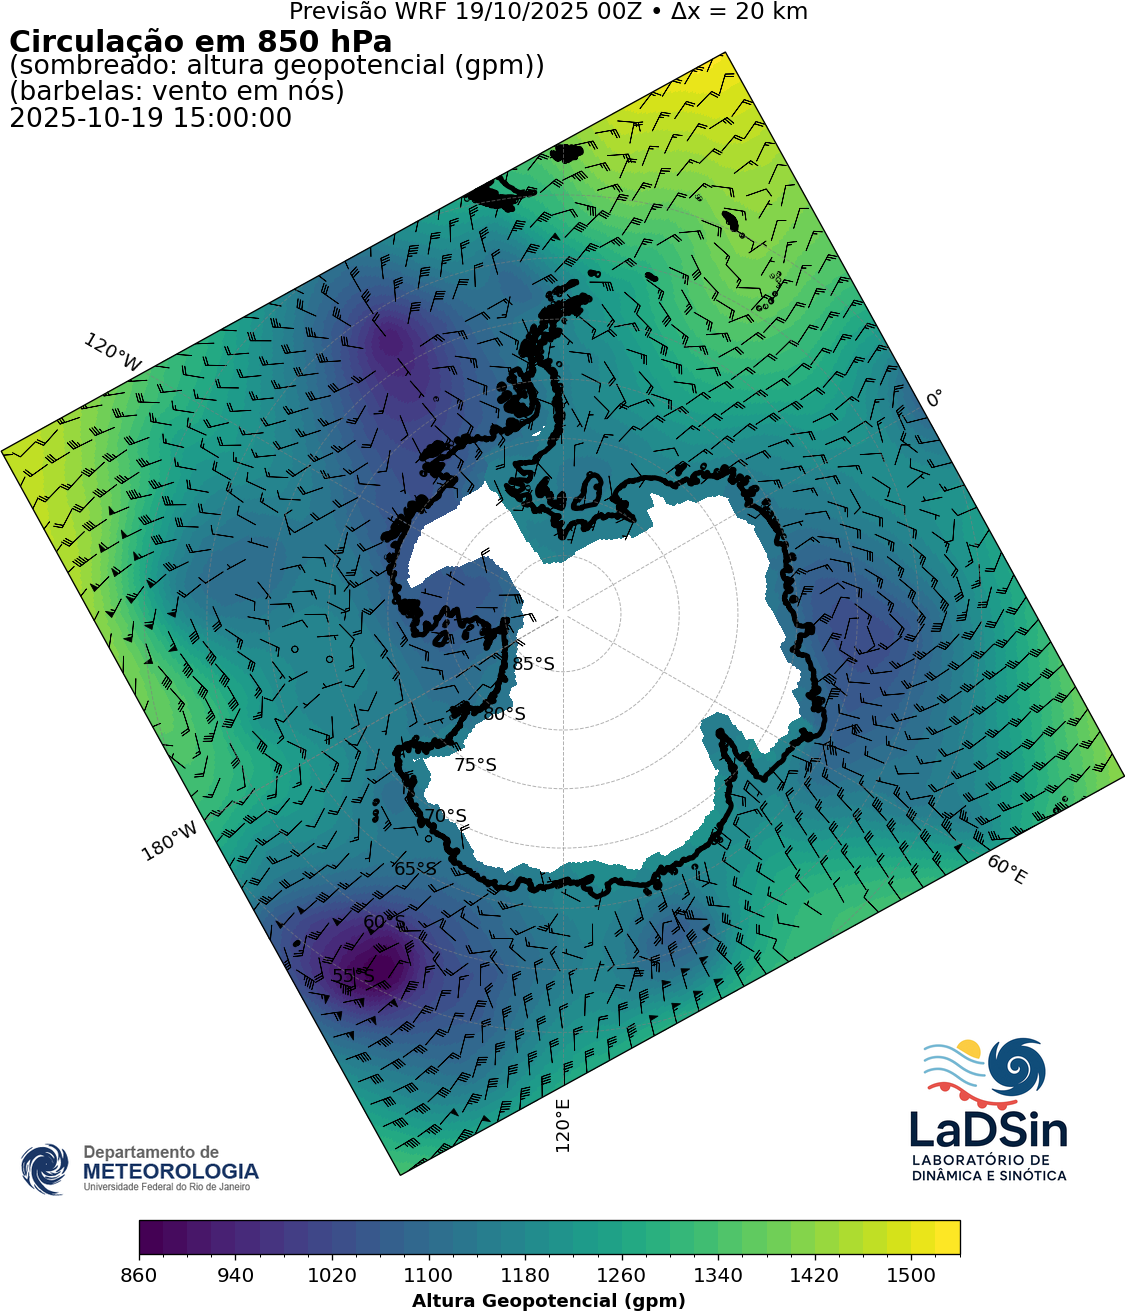 Previsão WRF 19/10/2025 00Z • Δx = 20 km
Circulação em 850 hPa
(sombreado: altura geopotencial (gpm))
(barbelas: vento em nós)
2025-10-19 15:00:00
120°W
0°
85°S
80°S
75°S
70°S
180°W
65°S
60°E
60°S
55°S
120°E
LaDSin
LABORATÓRIO DE
DINÂMICA E SINÓTICA
Departamento de
METEOROLOGIA
Universidade Federal do Rio de Janeiro
860 940 1020 1100 1180 1260 1340 1420 1500
Altura Geopotencial (gpm)